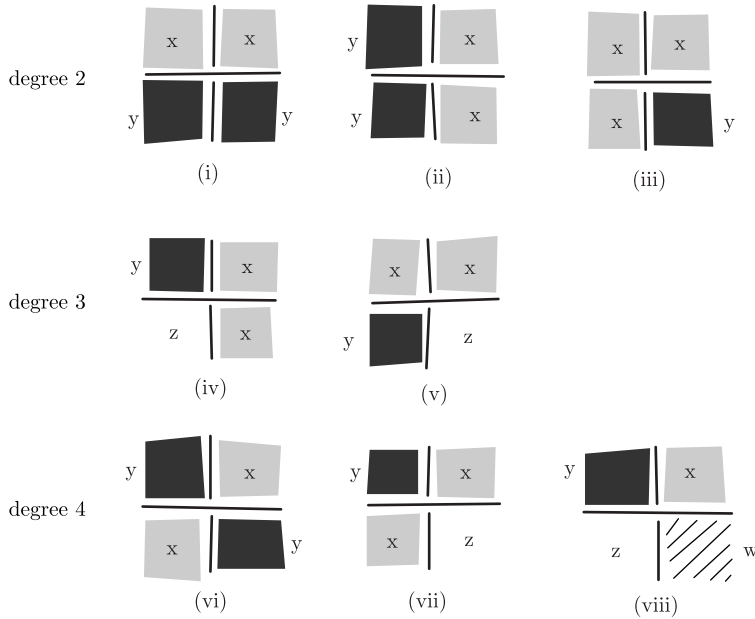 x x y x x x
degree 2
y y y x x y
(i) (ii) (iii)
y x x x
degree 3
z x y z
(iv) (v)
y x y x y x
degree 4
x y x z z w
(vi) (vii) (viii)